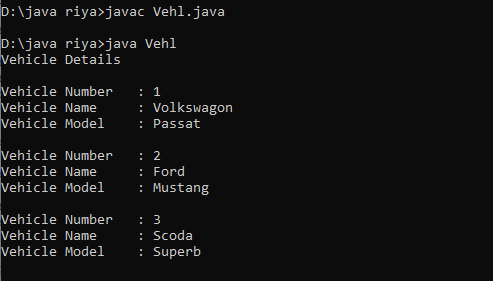 D:\java riya>javac Vehl.java
D:\java riya>java Vehl
Vehicle Details
Vehicle Number   : 1
Vehicle Name     : Volkswagon
Vehicle Model    : Passat
Vehicle Number   : 2
Vehicle Name     : Ford
Vehicle Model    : Mustang
Vehicle Number   : 3
Vehicle Name     : Scoda
Vehicle Model    : Superb